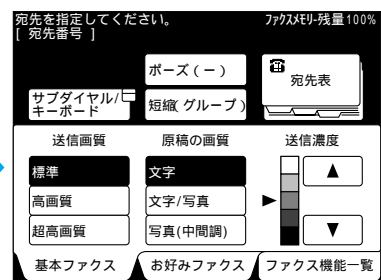 宛先を指定してください。 ファクスメモリ-残量100%
[ 宛先番号 ]
ポーズ(ー)
宛先表
サブダイヤル/
キーボード
短縮(グループ)
送信画質 原稿の画質 送信濃度
標準 文字
高画質 文字/写真
超高画質 写真(中間調)
基本ファクス お好みファクス ファクス機能一覧